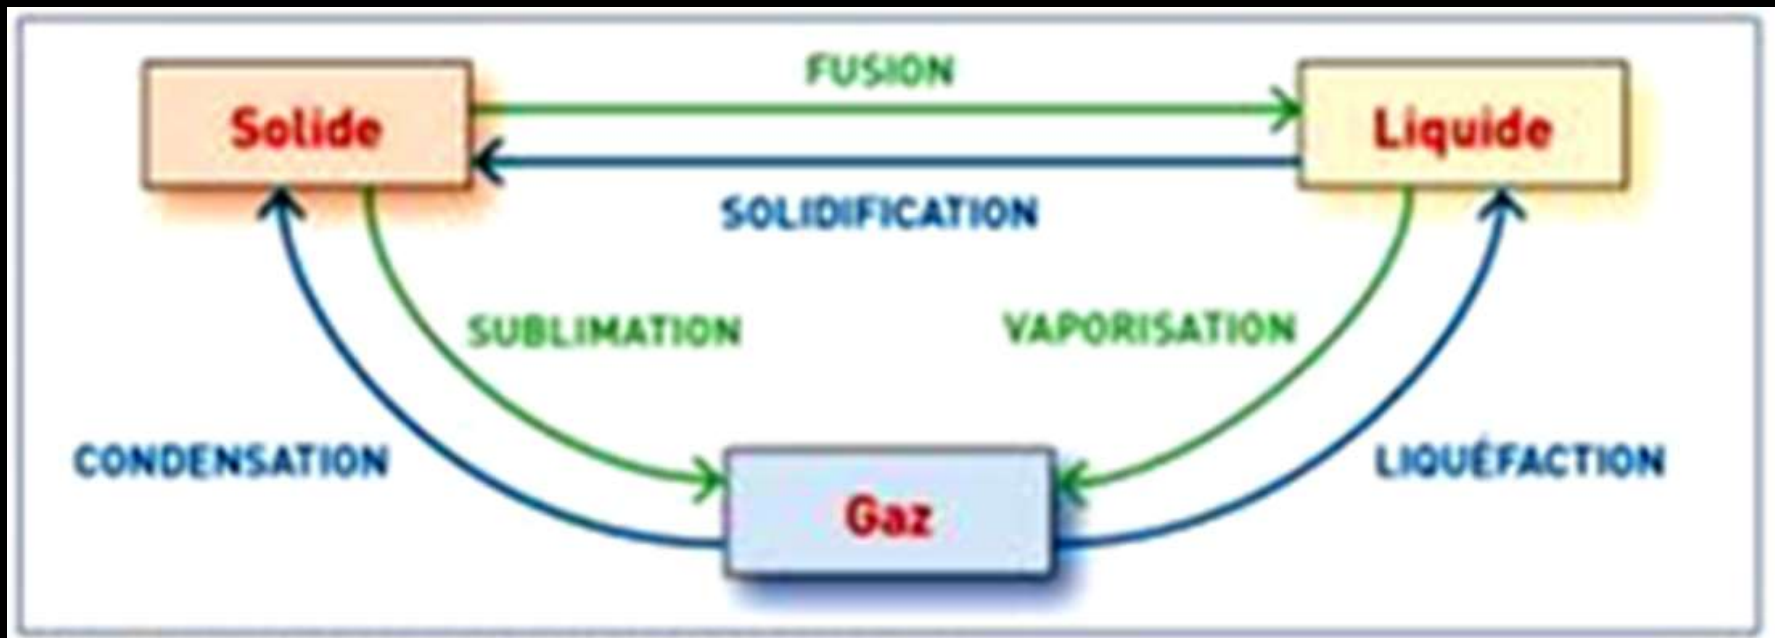 FUSION
Solide
Liquide
SOLIDIFICATION
SUBLIMATION
VAPORISATION
CONDENSATION
LIQUÉFACTION
Gaz